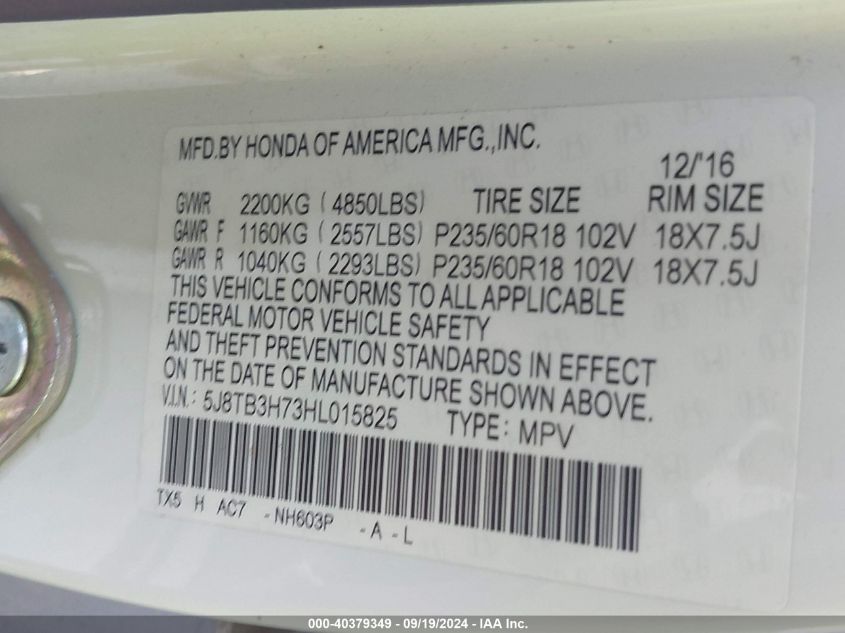 MFD.BY HONDA OF AMERICA MFG.,INC.
12/'16
GVWR 2200KG (4850LBS) TIRE SIZE RIM SIZE
GAWR F 1160KG (2557LBS) P235/60R18 102V 18X7.5J
GAWR R 1040KG (2293LBS) P235/60R18 102V 18X7.5J
THIS VEHICLE CONFORMS TO ALL APPLICABLE
FEDERAL MOTOR VEHICLE SAFETY
AND THEFT PREVENTION STANDARDS IN EFFECT
ON THE DATE OF MANUFACTURE SHOWN ABOVE.
V.I.N.: 5J8TB3H73HL015825 TYPE: MPV
TX5 H AC7 -NH603P -A-L
000-40379349 - 09/19/2024 - IAA Inc.